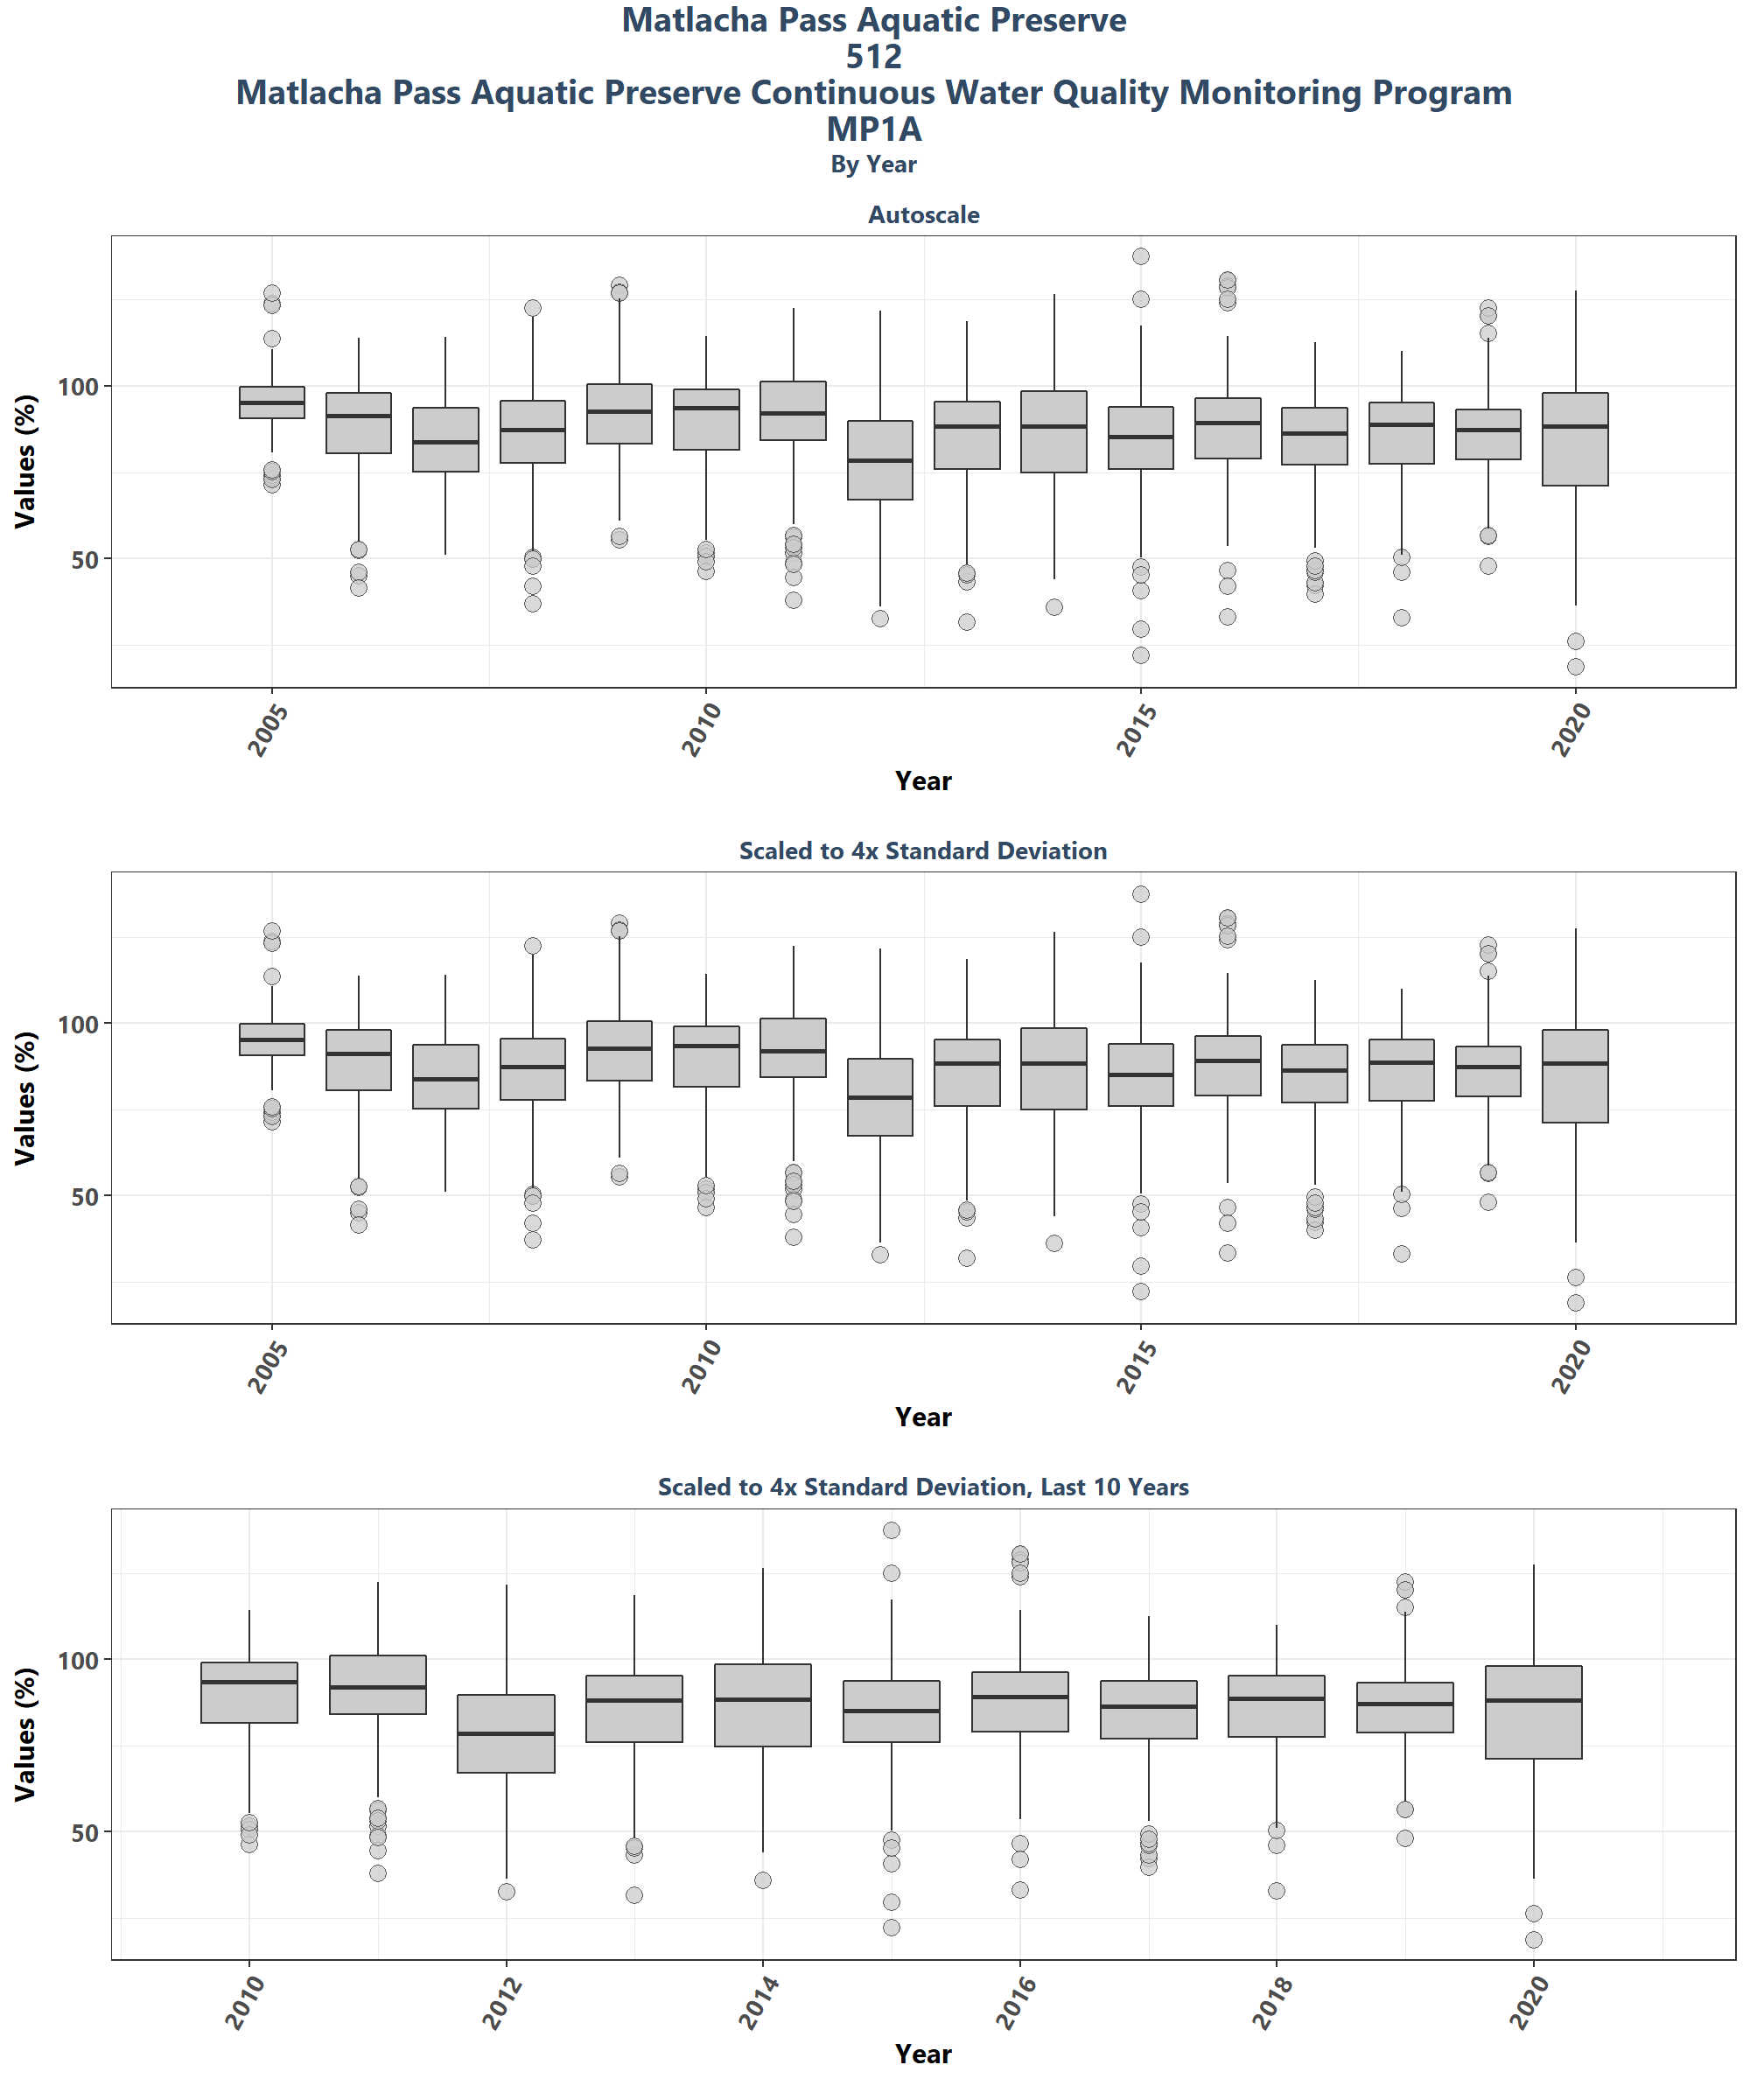 Matlacha Pass Aquatic Preserve
512
Matlacha Pass Aquatic Preserve Continuous Water Quality Monitoring Program
MP1A
By Year
Autoscale
Values (%)
100
50
2005 2010 2015 2020
Year
Scaled to 4x Standard Deviation
Values (%)
100
50
2005 2010 2015 2020
Year
Scaled to 4x Standard Deviation, Last 10 Years
Values (%)
100
50
2010 2012 2014 2016 2018 2020
Year